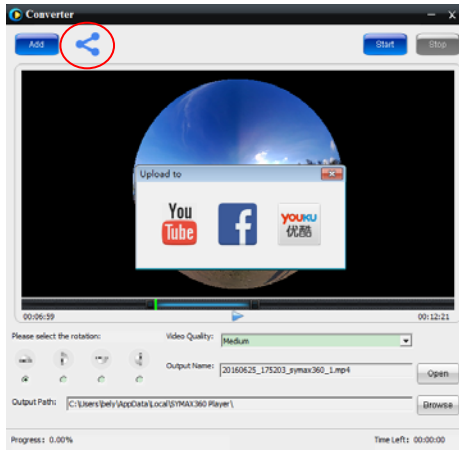 Converter
Add
Start
Stop
Upload to
You
Tube
f
YOUKU
优酷
00:06:59
00:12:21
Please select the rotation:
Video Quality:
Medium
Output Name:
20160625_175203_symax360_1.mp4
Open
Output Path:
C:\Users\bely\AppData\Local\SYMAX360 Player\
Browse
Progress: 0.00%
Time Left: 00:00:00